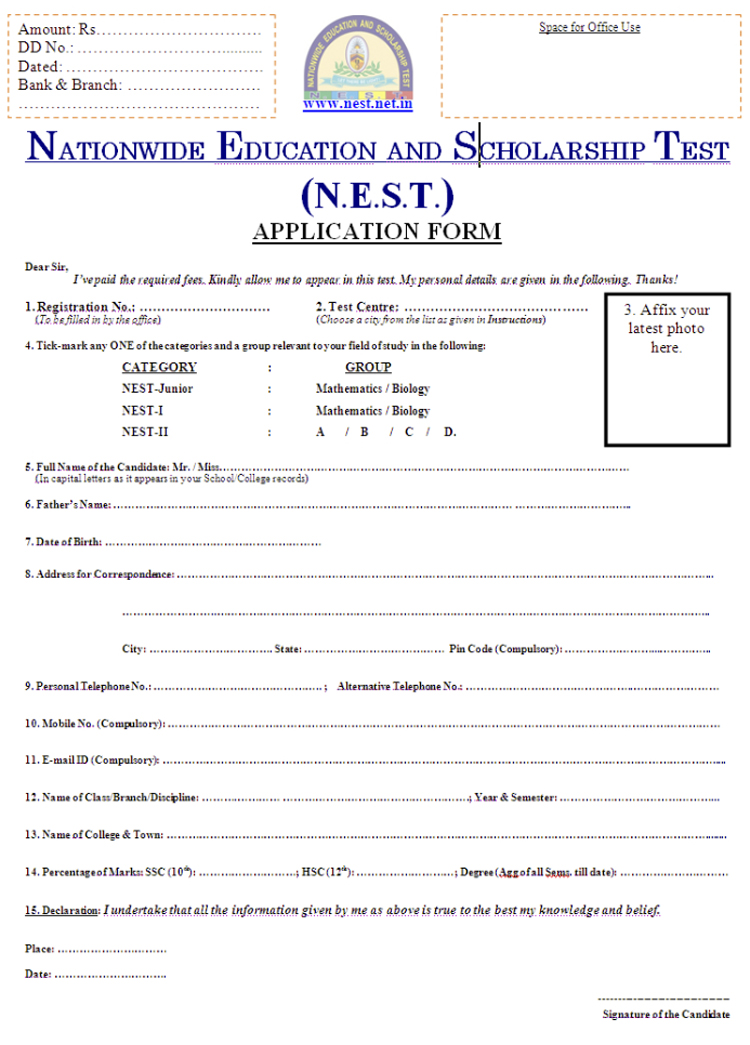 Amount: Rs…………………………
DD No.: ……………………….....
Dated: ……………………………
Bank & Branch: …………………
……………………………………
NATIONWIDE EDUCATION AND SCHOLARSHIP TEST
N. E. S. T.
www.nest.net.in
Space for Office Use
NATIONWIDE EDUCATION AND SCHOLARSHIP TEST
(N.E.S.T.)
APPLICATION FORM
Dear Sir,
I've paid the required fees. Kindly allow me to appear in this test. My personal details are given in the following. Thanks!
1. Registration No.: ………………………… 2. Test Centre: ……………………………………
(To be filled in by the office) (Choose a city from the list as given in Instructions)
3. Affix your
latest photo
here.
4. Tick-mark any ONE of the categories and a group relevant to your field of study in the following:
CATEGORY : GROUP
NEST-Junior : Mathematics / Biology
NEST-I : Mathematics / Biology
NEST-II : A / B / C / D.
5. Full Name of the Candidate: Mr. / Miss……………………………………………………………
(In capital letters as it appears in your School/College records)
6. Father's Name: ……………………………………………………………………………………
7. Date of Birth: ……………………………………………
8. Address for Correspondence: ……………………………………………………………………
……………………………………………………………………………………………
City: …………………………… State: ……………………………… Pin Code (Compulsory): ………………………………
9. Personal Telephone No.: …………………………………… ; Alternative Telephone No.: ……………………………………
10. Mobile No. (Compulsory): ……………………………………………………………………
11. E-mail ID (Compulsory): ……………………………………………………………………
12. Name of Class/Branch/Discipline: ……………………………………………; Year & Semester: ………………………………
13. Name of College & Town: ……………………………………………………………………
14. Percentage of Marks: SSC (10th): ……………………; HSC (12th): ……………………; Degree (Agg of all Sems. till date): ………………………
15. Declaration: I undertake that all the information given by me as above is true to the best my knowledge and belief.
Place: ………………………
Date: ……………………….
------------------------------
Signature of the Candidate